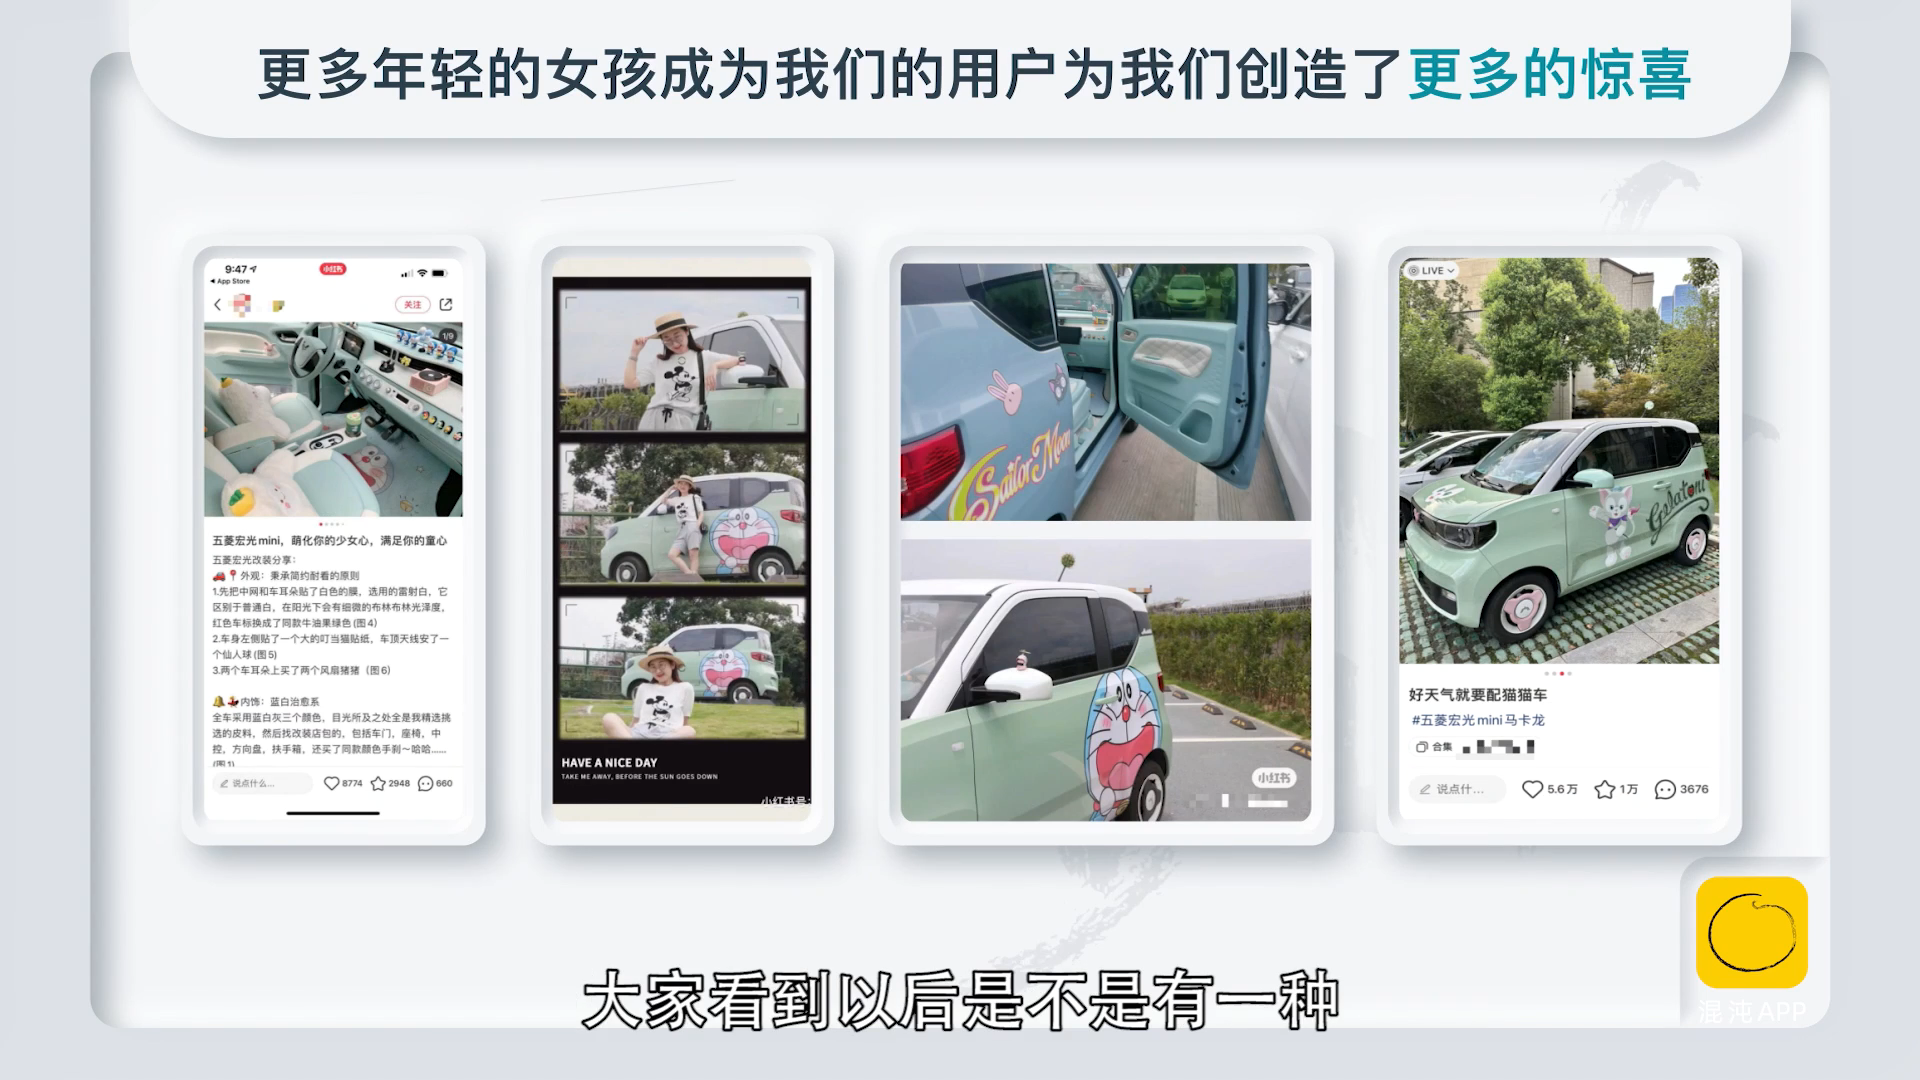 更多年轻的女孩成为我们的用户为我们创造了更多的惊喜
9:47
小红书
App Store
关注
1/9
五菱宏光mini，萌化你的少女心，满足你的童心
五菱宏光改装分享：
外观：秉承简约耐看的原则
1.先把中网和车耳朵贴了白色的膜，选用的雷射白，它
区别于普通白，在阳光下会有细微的布林布林光泽度，
红色车标换成了同款牛油果绿色(图4)
2.车身左侧贴了一个大的叮当猫贴纸，车顶天线安了一
个仙人球(图5)
3.两个车耳朵上买了两个风扇猪猪（图6)
内饰：蓝白治愈系
全车采用蓝白灰三个颜色，目光所及之处全是我精选挑
选的皮料，然后找改装店包的，包括车门，座椅，中
控，方向盘，扶手箱，还买了同款颜色手刹～哈哈……
(图1)
说点什么...
8774
2948
660
HAVE A NICE DAY
TAKE ME AWAY, BEFORE THE SUN GOES DOWN
小红书号:
Sailor Moon
小红书
LIVE
Gelatoni
好天气就要配猫猫车
#五菱宏光mini马卡龙
合集
说点什...
5.6万
1万
3676
大家看到以后是不是有一种
混沌APP